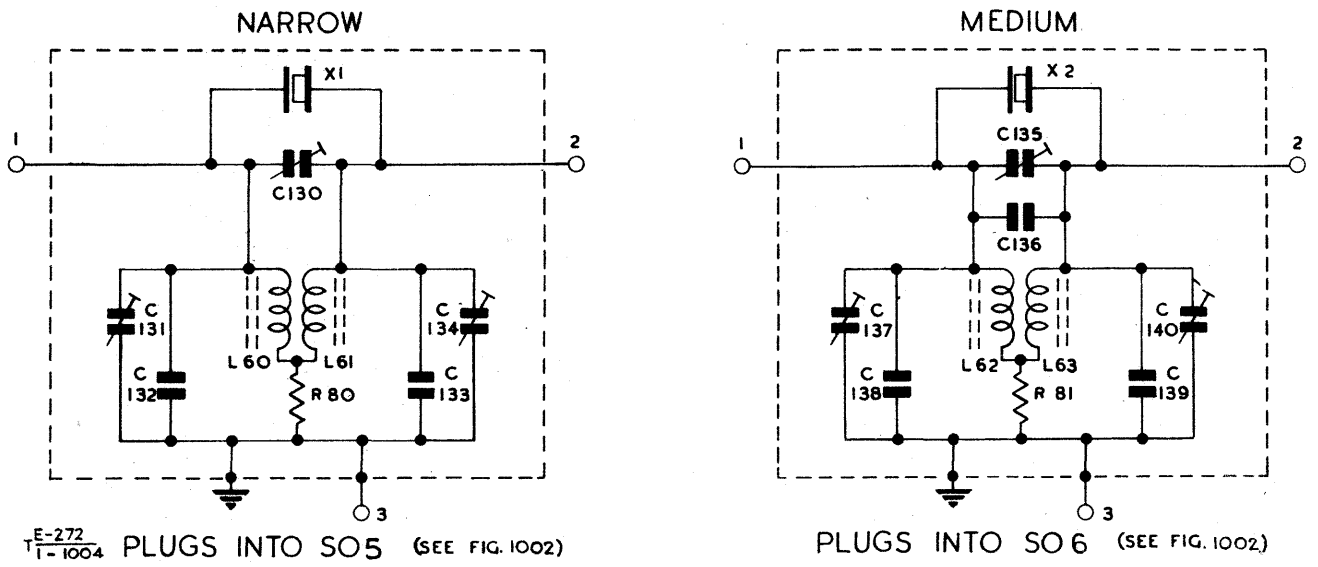 NARROW
X1
1
2
C130
C
131
C
134
L60
L61
C
132
R80
C
133
3
T E-272
1-1004
PLUGS INTO SO5 (SEE FIG. 1002)
MEDIUM
X2
C135
1
2
C136
C
137
C
140
L62
L63
C
138
R 81
C
139
3
PLUGS INTO SO6 (SEE FIG. 1002)